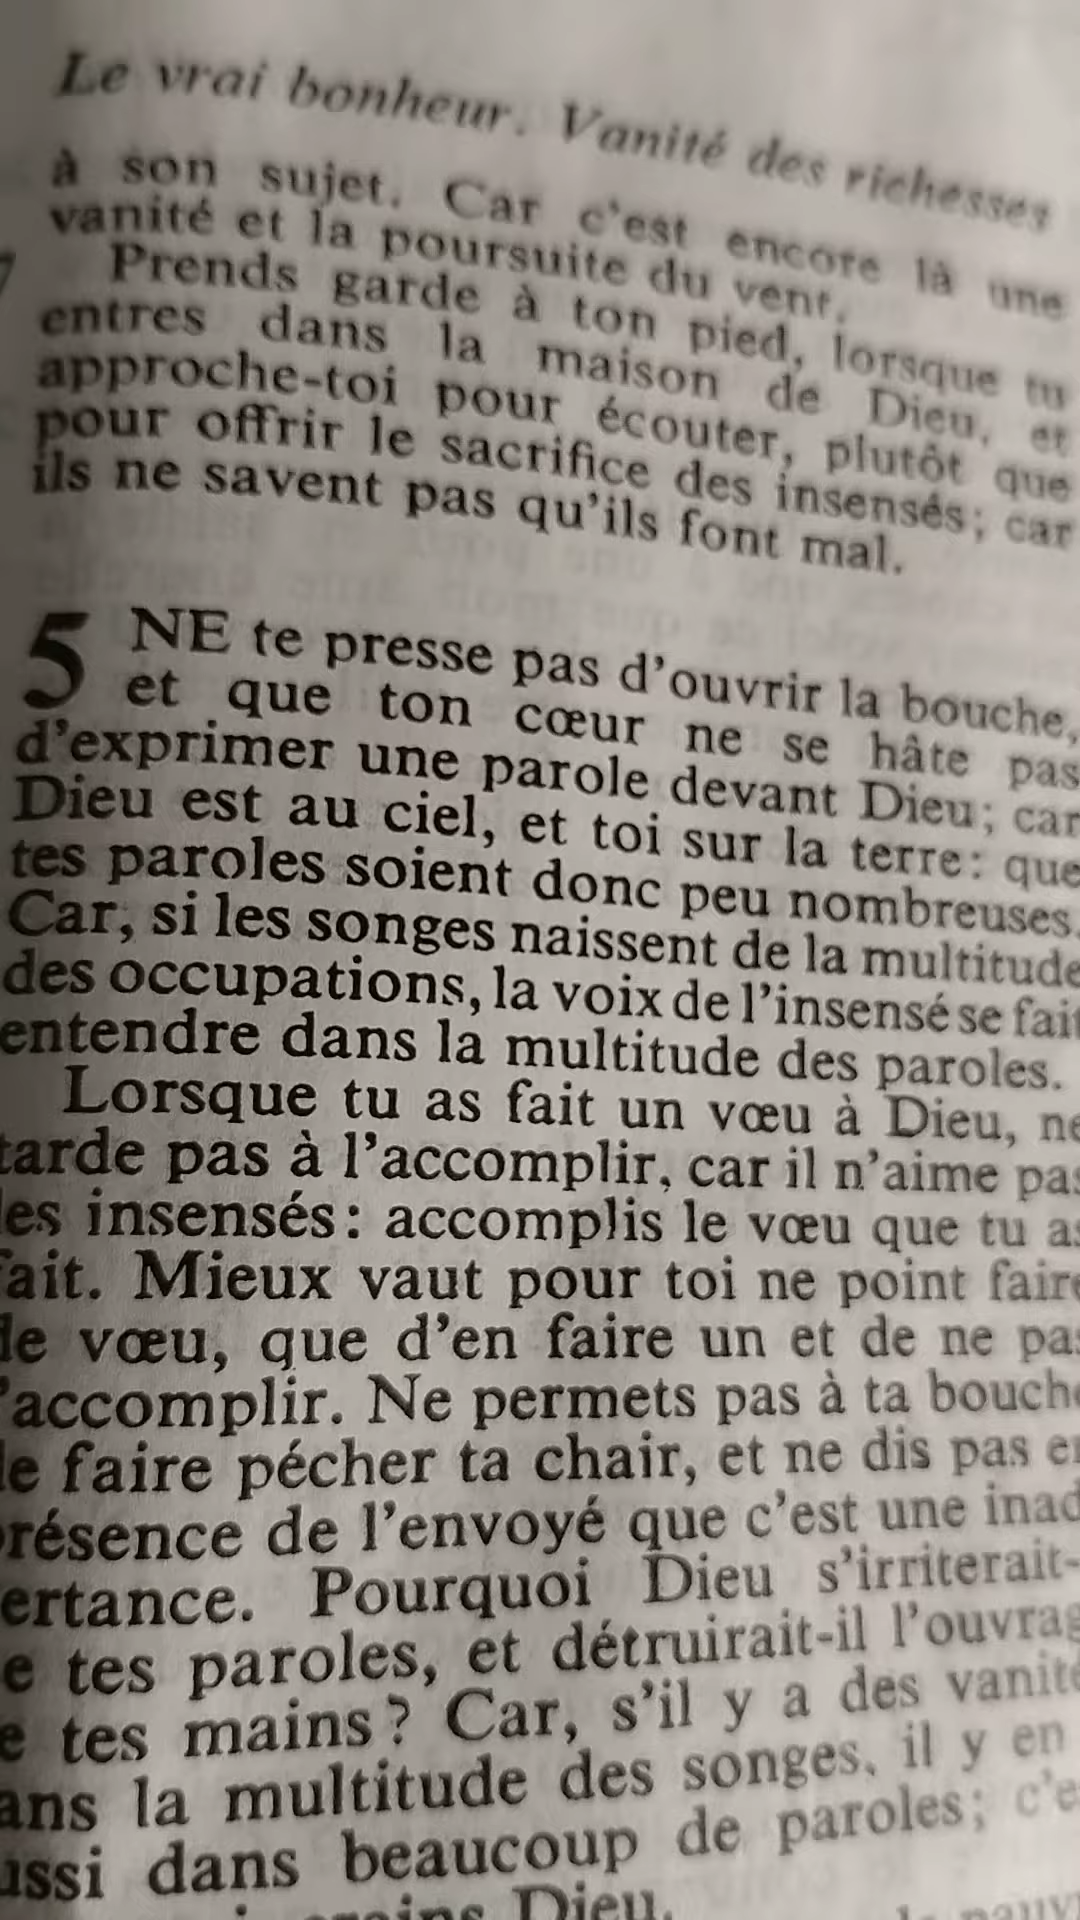 Le vrai bonheur. Vanité des richesses
à son sujet. Car c'est encore là une
vanité et la poursuite du vent.
7 Prends garde à ton pied, lorsque tu
entres dans la maison de Dieu, et
approche-toi pour écouter, plutôt que
pour offrir le sacrifice des insensés; car
ils ne savent pas qu'ils font mal.
5 NE te presse pas d'ouvrir la bouche,
et que ton cœur ne se hâte pas
d'exprimer une parole devant Dieu; car
Dieu est au ciel, et toi sur la terre: que
tes paroles soient donc peu nombreuses.
Car, si les songes naissent de la multitude
des occupations, la voix de l'insensé se fait
entendre dans la multitude des paroles.
Lorsque tu as fait un vœu à Dieu, ne
tarde pas à l'accomplir, car il n'aime pas
les insensés: accomplis le vœu que tu as
fait. Mieux vaut pour toi ne point faire
de vœu, que d'en faire un et de ne pas
l'accomplir. Ne permets pas à ta bouche
de faire pécher ta chair, et ne dis pas en
présence de l'envoyé que c'est une inad
ertance. Pourquoi Dieu s'irriterait-
e tes paroles, et détruirait-il l'ouvrag
e tes mains? Car, s'il y a des vanité
ans la multitude des songes, il y en
ussi dans beaucoup de paroles; c'e
Dieu.